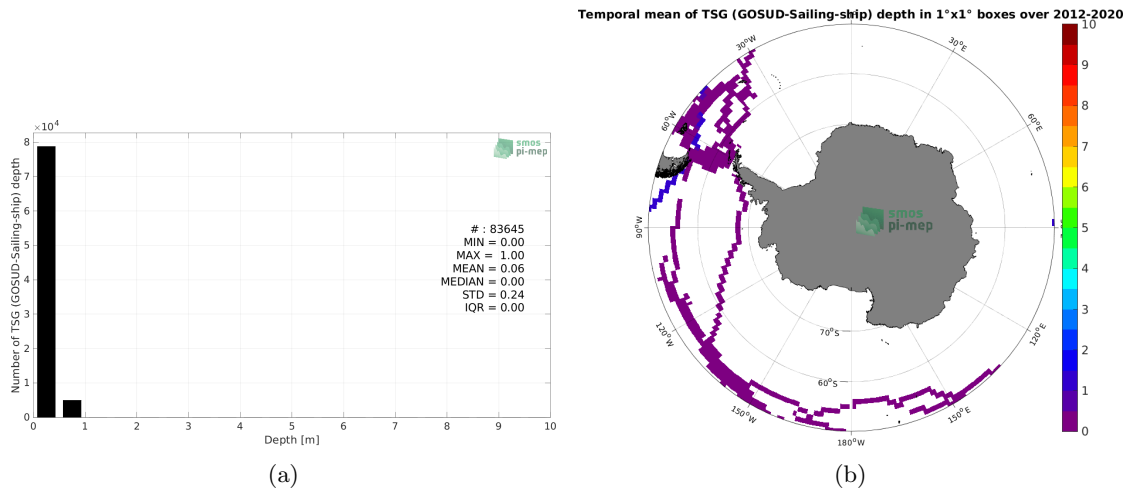 Temporal mean of TSG (GOSUD-Sailing-ship) depth in 1°x1° boxes over 2012-2020
×10⁴
8
7
6
5
4
3
2
1
0
Number of TSG (GOSUD-Sailing-ship) depth
smos
pi-mep
# : 83645
MIN = 0.00
MAX = 1.00
MEAN = 0.06
MEDIAN = 0.00
STD = 0.24
IQR = 0.00
0 1 2 3 4 5 6 7 8 9 10
Depth [m]
(a)
30°W
30°E
60°W
60°E
90°W
120°W
120°E
150°W
150°E
180°W
70°S
60°S
smos
pi-mep
10
9
8
7
6
5
4
3
2
1
0
(b)